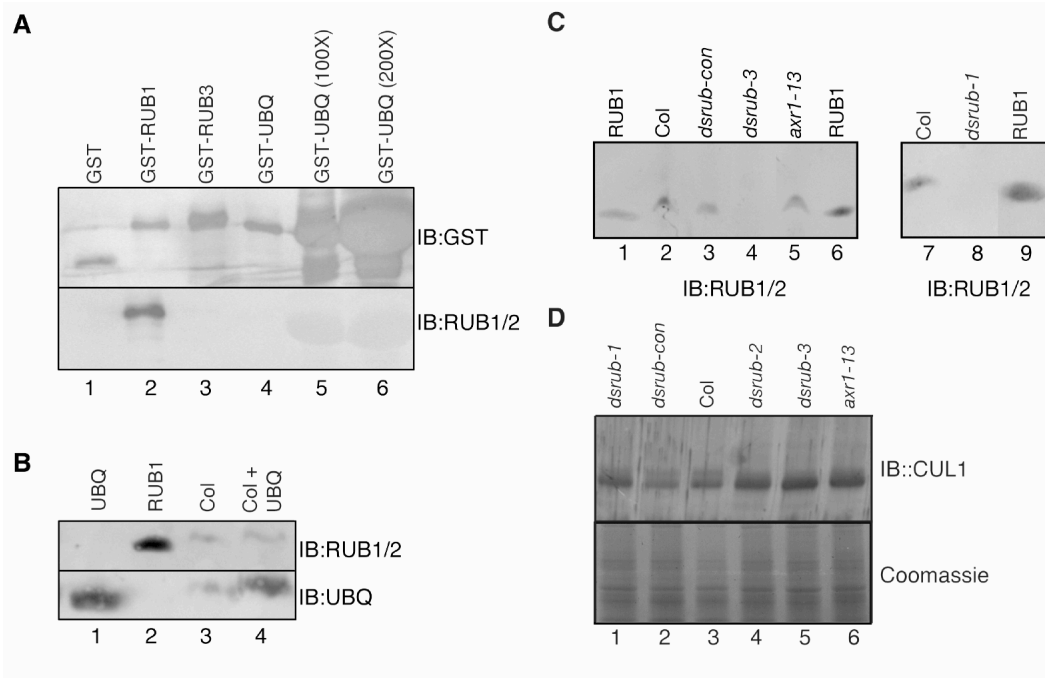 A
GST
GST-RUB1
GST-RUB3
GST-UBQ
GST-UBQ (100X)
GST-UBQ (200X)
IB:GST
IB:RUB1/2
1 2 3 4 5 6
B
UBQ
RUB1
Col
Col +
UBQ
IB:RUB1/2
IB:UBQ
1 2 3 4
C
RUB1
Col
dsrub-con
dsrub-3
axr1-13
RUB1
1 2 3 4 5 6
IB:RUB1/2
Col
dsrub-1
RUB1
7 8 9
IB:RUB1/2
D
dsrub-1
dsrub-con
Col
dsrub-2
dsrub-3
axr1-13
IB::CUL1
Coomassie
1 2 3 4 5 6